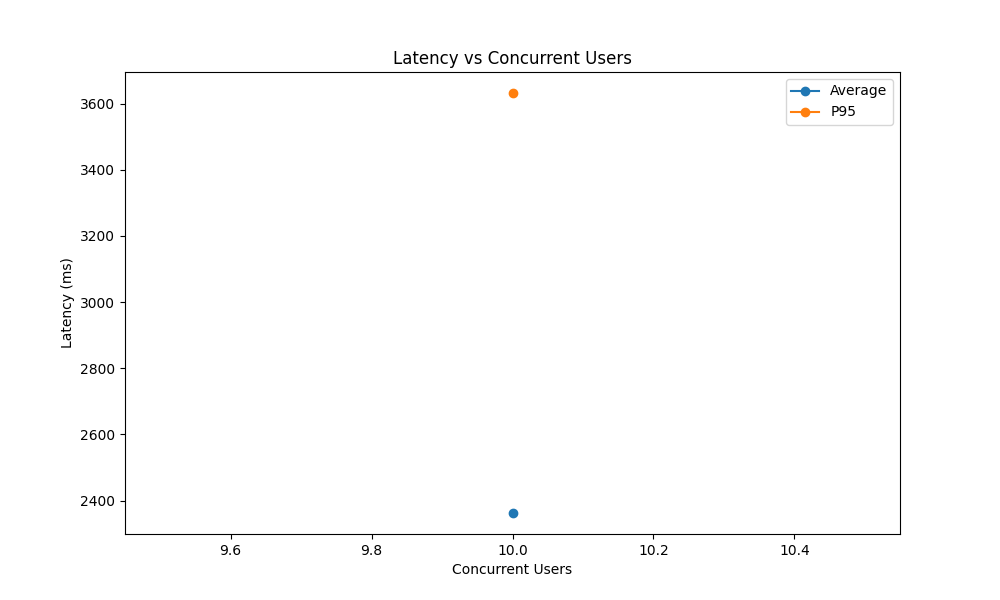 Latency vs Concurrent Users
Average
P95
3600
3400
3200
3000
2800
2600
2400
Latency (ms)
9.6 9.8 10.0 10.2 10.4
Concurrent Users